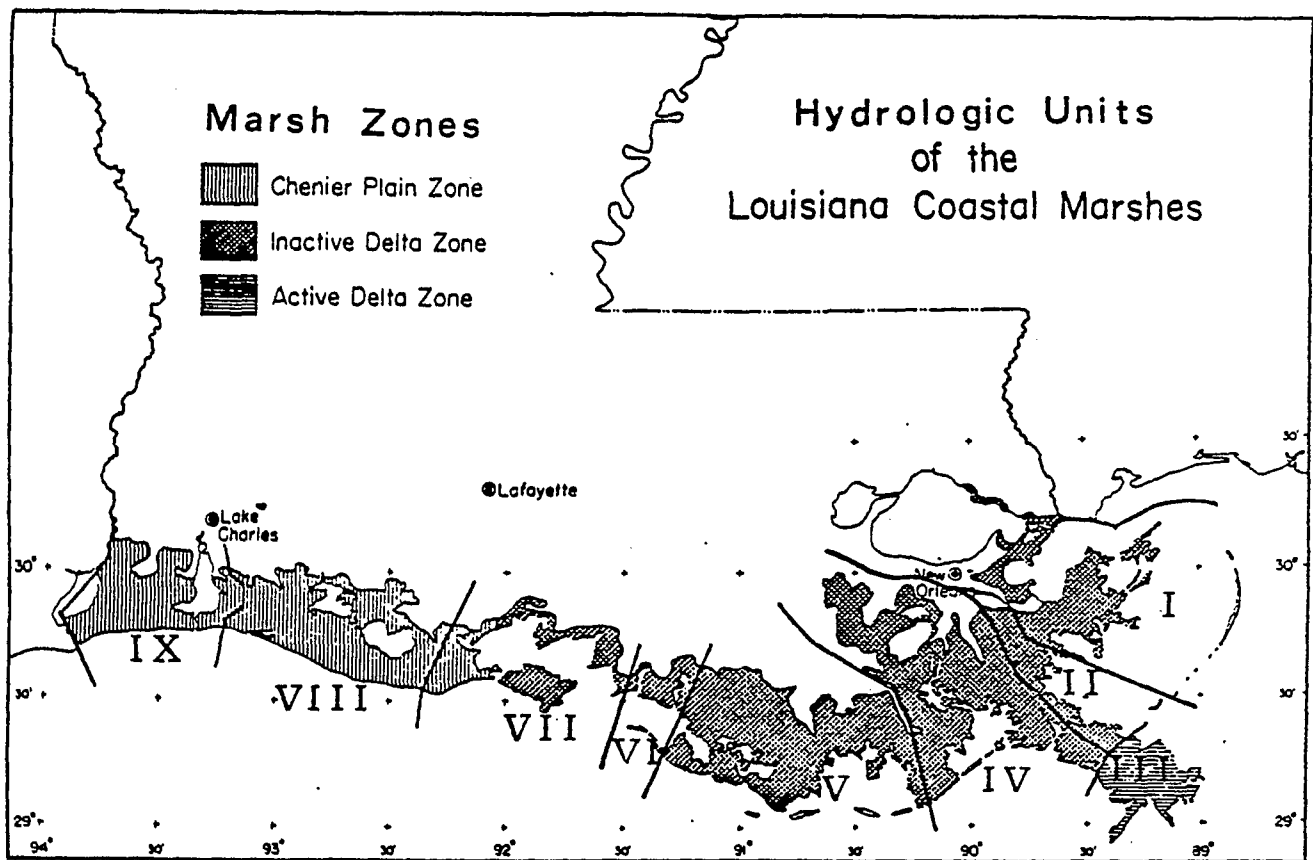 Marsh Zones
Chenier Plain Zone
Inactive Delta Zone
Active Delta Zone
Hydrologic Units
of the
Louisiana Coastal Marshes
30'
Lafayette
Lake
Charles
30°
New
Orleans
30°
I
IX
30'
VIII
II
30'
VII
VI
III
IV
V
29°
29°
94°
30'
93°
30'
92°
30'
91°
30'
90°
30'
89°